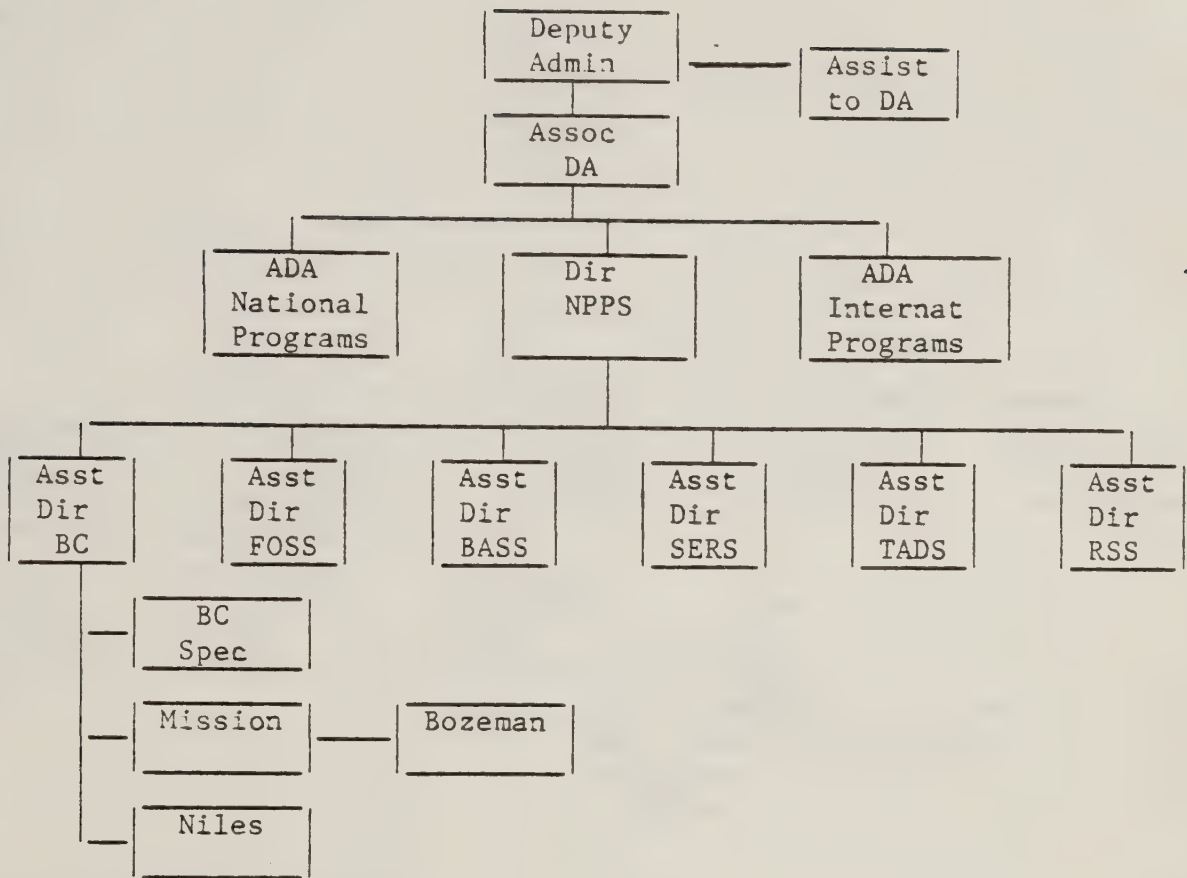 Deputy
Admin
Assist
to DA
Assoc
DA
ADA
National
Programs
Dir
NPPS
ADA
Internat
Programs
Asst
Dir
BC
Asst
Dir
FOSS
Asst
Dir
BASS
Asst
Dir
SERS
Asst
Dir
TADS
Asst
Dir
RSS
BC
Spec
Mission
Bozeman
Niles